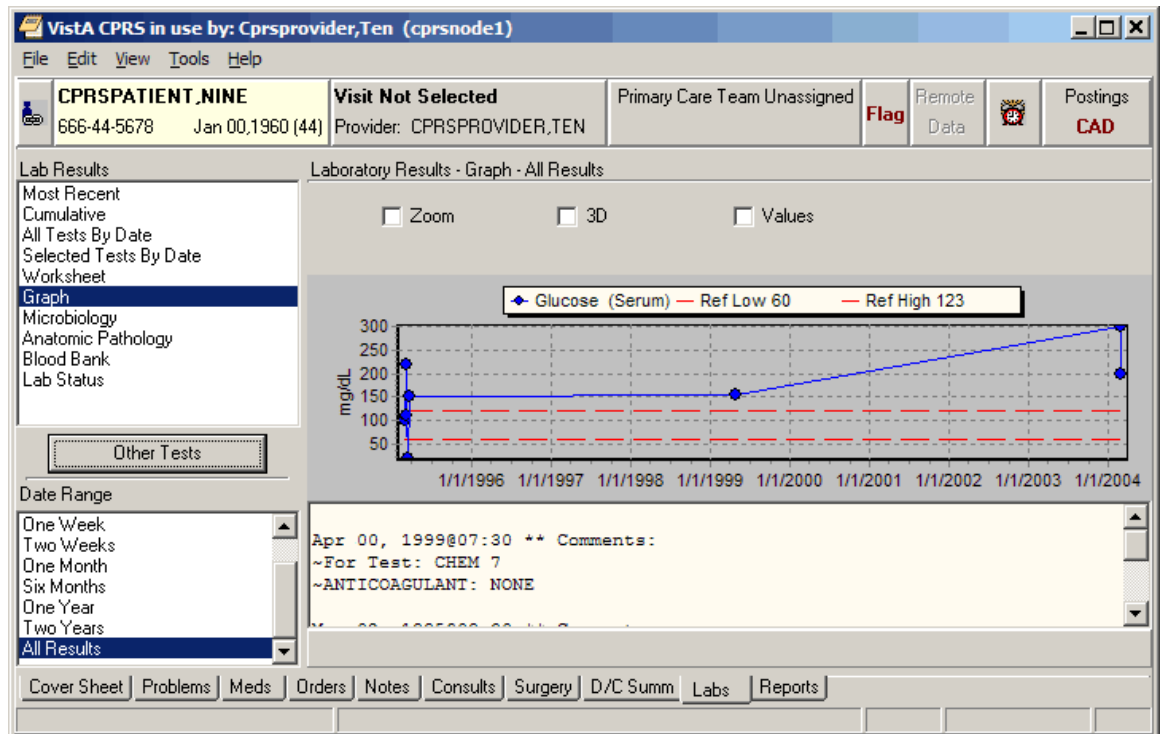 VistA CPRS in use by: Cprsprovider,Ten (cprsnode1)
File Edit View Tools Help
CPRSPATIENT,NINE
666-44-5678 Jan 00,1960 (44)
Visit Not Selected
Provider: CPRSPROVIDER,TEN
Primary Care Team Unassigned
Flag
Remote
Data
Postings
CAD
Lab Results
Most Recent
Cumulative
All Tests By Date
Selected Tests By Date
Worksheet
Graph
Microbiology
Anatomic Pathology
Blood Bank
Lab Status
Other Tests
Date Range
One Week
Two Weeks
One Month
Six Months
One Year
Two Years
All Results
Laboratory Results - Graph - All Results
Zoom 3D Values
Glucose (Serum) Ref Low 60 Ref High 123
mg/dL
300
250
200
150
100
50
1/1/1996 1/1/1997 1/1/1998 1/1/1999 1/1/2000 1/1/2001 1/1/2002 1/1/2003 1/1/2004
Apr 00, 1999@07:30 ** Comments:
~For Test: CHEM 7
~ANTICOAGULANT: NONE
Cover Sheet Problems Meds Orders Notes Consults Surgery D/C Summ Labs Reports